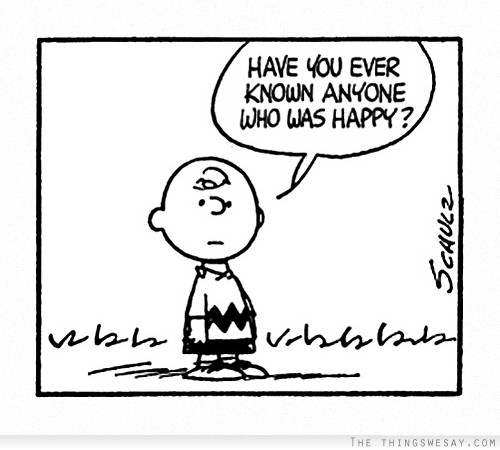 HAVE YOU EVER
KNOWN ANYONE
WHO WAS HAPPY?
SCHULZ
THE THINGSWESAY.COM